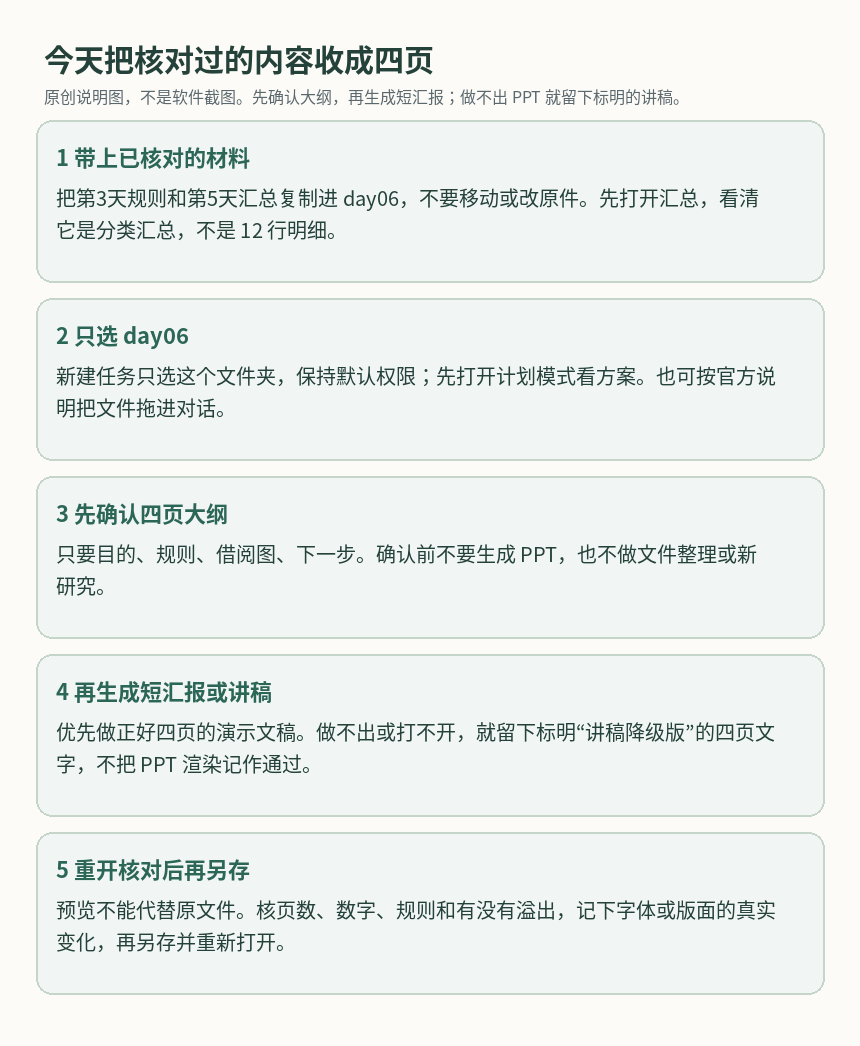 今天把核对过的内容收成四页
原创说明图，不是软件截图。先确认大纲，再生成短汇报；做不出 PPT 就留下标明的讲稿。
1 带上已核对的材料
把第3天规则和第5天汇总复制进 day06，不要移动或改原件。先打开汇总，看清
它是分类汇总，不是 12 行明细。
2 只选 day06
新建任务只选这个文件夹，保持默认权限；先打开计划模式看方案。也可按官方说
明把文件拖进对话。
3 先确认四页大纲
只要目的、规则、借阅图、下一步。确认前不要生成 PPT，也不做文件整理或新
研究。
4 再生成短汇报或讲稿
优先做正好四页的演示文稿。做不出或打不开，就留下标明“讲稿降级版”的四页文
字，不把 PPT 渲染记作通过。
5 重开核对后再另存
预览不能代替原文件。核页数、数字、规则和有没有溢出，记下字体或版面的真实
变化，再另存并重新打开。